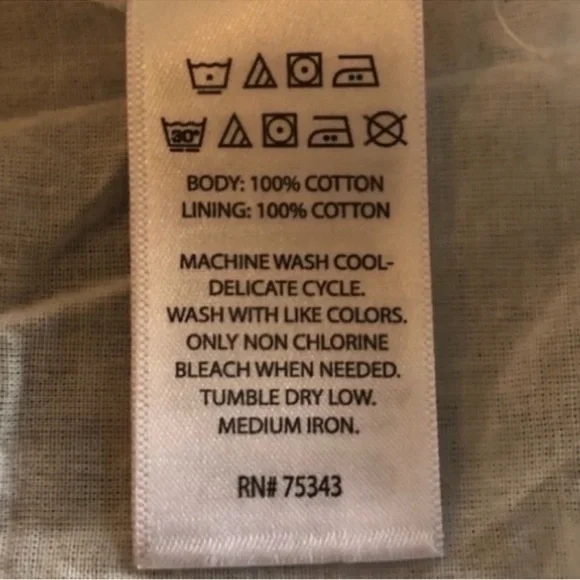 30°
BODY: 100% COTTON
LINING: 100% COTTON
MACHINE WASH COOL-
DELICATE CYCLE.
WASH WITH LIKE COLORS.
ONLY NON CHLORINE
BLEACH WHEN NEEDED.
TUMBLE DRY LOW.
MEDIUM IRON.
RN# 75343